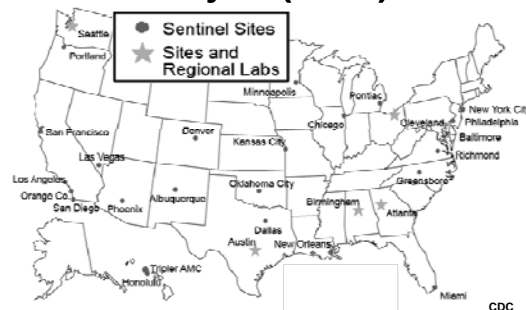 Sentinel Sites
Sites and
Regional Labs
Seattle
Portland
Minneapolis
Pontiac
New York City
Cleveland
Philadelphia
Chicago
Baltimore
San Francisco
Denver
Kansas City
Richmond
Las Vegas
Greensboro
Los Angeles
Orange Co.
Albuquerque
Oklahoma City
Birmingham
San Diego
Phoenix
Atlanta
Dallas
Austin
New Orleans
Tripler AMC
Honolulu
Miami
CDC